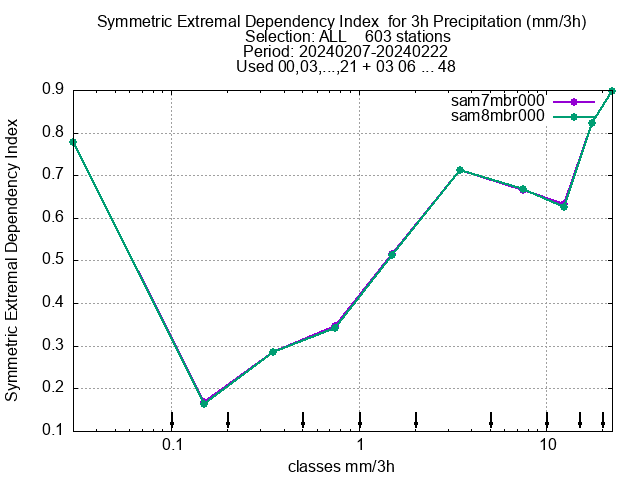 Symmetric Extremal Dependency Index  for 3h Precipitation (mm/3h)
Selection: ALL    603 stations
Period: 20240207-20240222
Used 00,03,...,21 + 03 06 ... 48
sam7mbr000
sam8mbr000
0.9
0.8
0.7
0.6
0.5
0.4
0.3
0.2
0.1
Symmetric Extremal Dependency Index
0.1 1 10
classes mm/3h